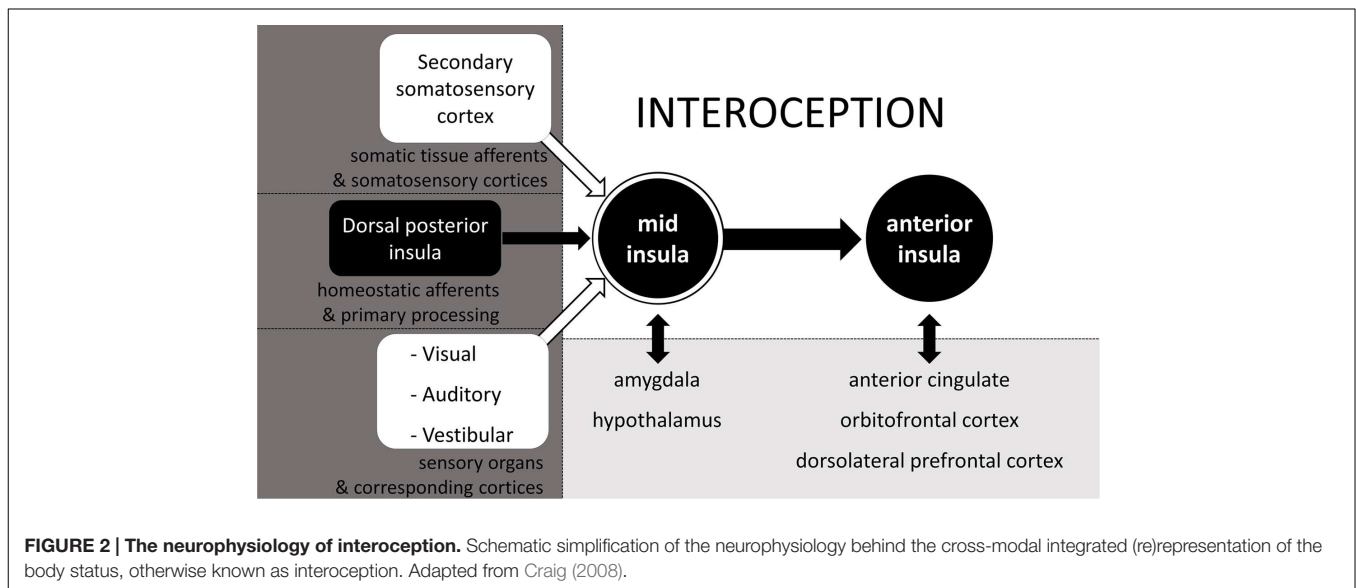 Secondary
somatosensory
cortex
somatic tissue afferents
& somatosensory cortices
INTEROCEPTION
Dorsal posterior
insula
homeostatic afferents
& primary processing
mid
insula
anterior
insula
- Visual
- Auditory
- Vestibular
sensory organs
& corresponding cortices
amygdala
hypothalamus
anterior cingulate
orbitofrontal cortex
dorsolateral prefrontal cortex
FIGURE 2 | The neurophysiology of interoception. Schematic simplification of the neurophysiology behind the cross-modal integrated (re)representation of the
body status, otherwise known as interoception. Adapted from Craig (2008).